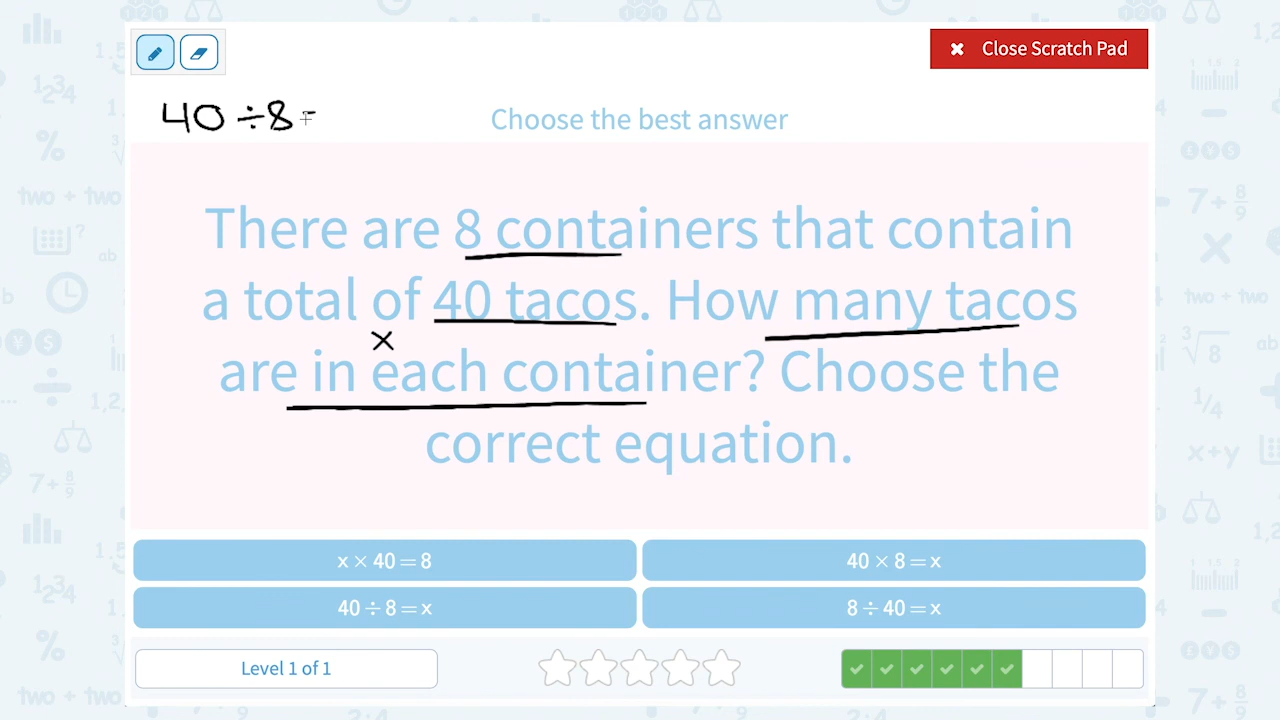 Close Scratch Pad
40 ÷8 =
Choose the best answer
There are 8 containers that contain
a total of 40 tacos. How many tacos
x
are in each container? Choose the
correct equation.
x × 40 = 8
40 × 8 = x
40 ÷ 8 = x
8 ÷ 40 = x
Level 1 of 1